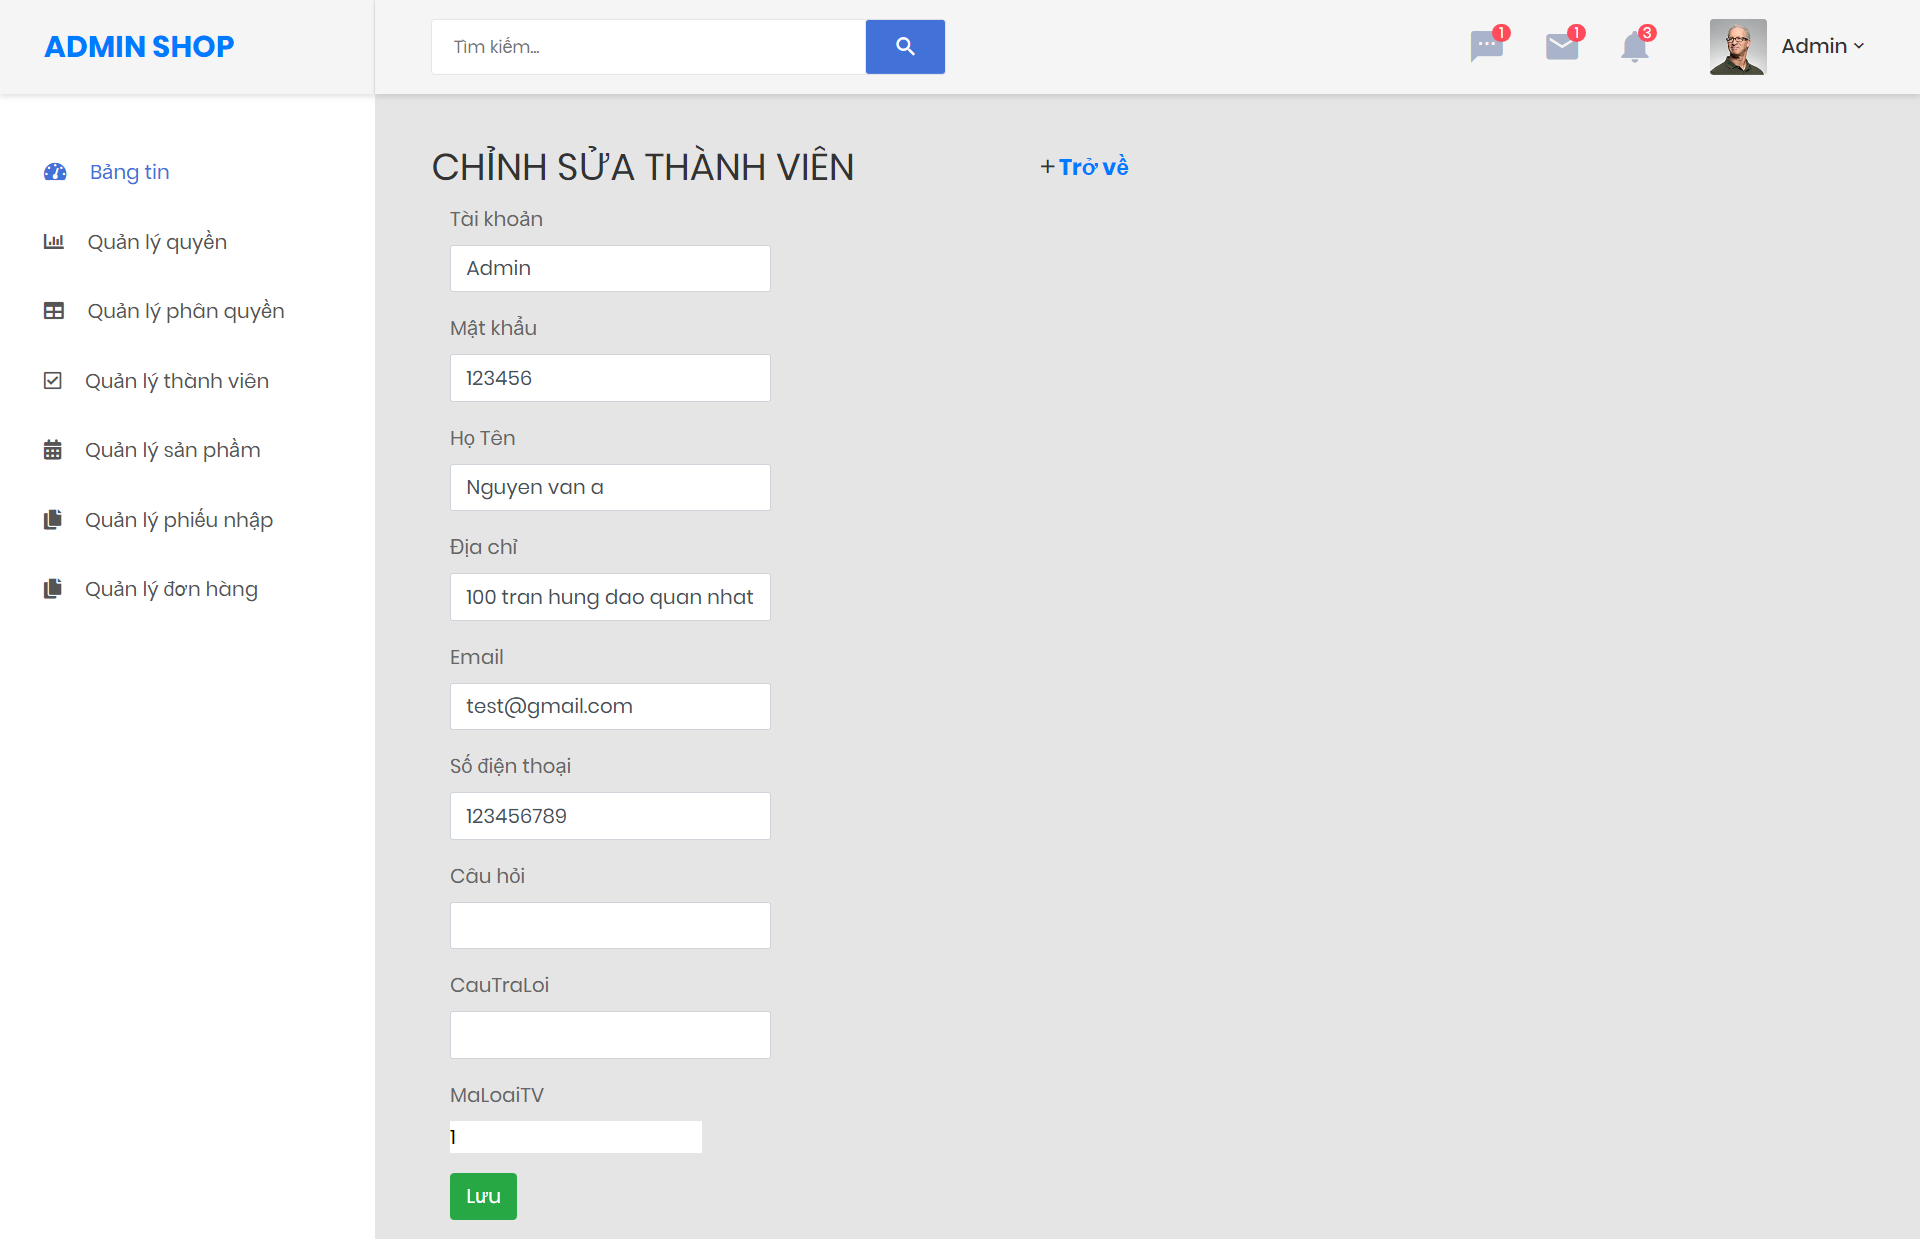 ADMIN SHOP
Tìm kiếm...
1
1
3
Admin
Bảng tin
Quản lý quyền
Quản lý phân quyền
Quản lý thành viên
Quản lý sản phầm
Quản lý phiếu nhập
Quản lý đơn hàng
CHỈNH SỬA THÀNH VIÊN
+ Trở về
Tài khoản
Admin
Mật khẩu
123456
Họ Tên
Nguyen van a
Địa chỉ
100 tran hung dao quan nhat
Email
test@gmail.com
Số điện thoại
123456789
Câu hỏi
CauTraLoi
MaLoaiTV
1
Lưu